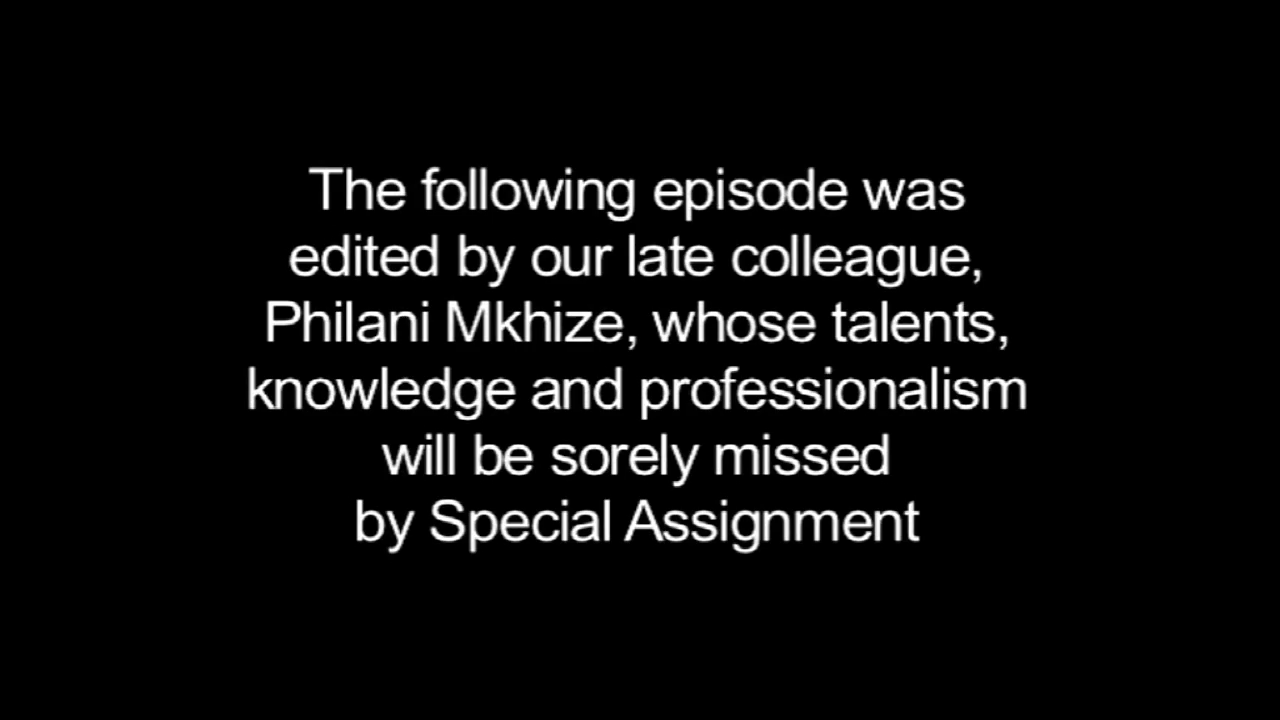 The following episode was
edited by our late colleague,
Philani Mkhize, whose talents,
knowledge and professionalism
will be sorely missed
by Special Assignment